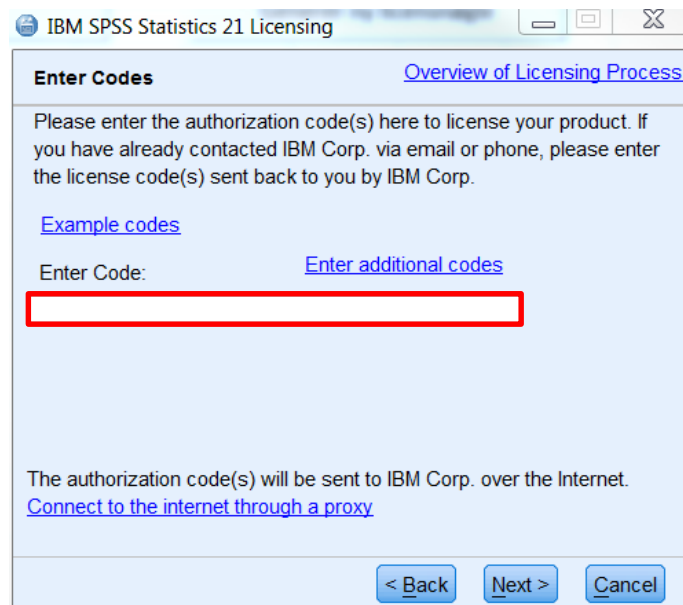 IBM SPSS Statistics 21 Licensing
Enter Codes
Overview of Licensing Process
Please enter the authorization code(s) here to license your product. If
you have already contacted IBM Corp. via email or phone, please enter
the license code(s) sent back to you by IBM Corp.
Example codes
Enter Code:
Enter additional codes
The authorization code(s) will be sent to IBM Corp. over the Internet.
Connect to the internet through a proxy
< Back
Next >
Cancel